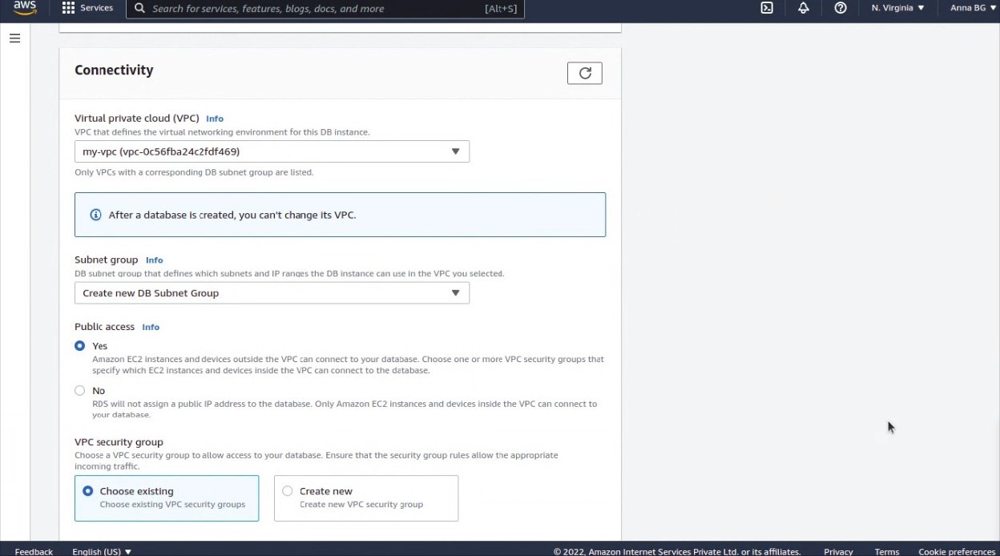 aws
Services
Search for services, features, blogs, docs, and more
[Alt+S]
N. Virginia
Anna BG
Connectivity
Virtual private cloud (VPC) Info
VPC that defines the virtual networking environment for this DB instance.
my-vpc (vpc-0c56fba24c2fdf469)
Only VPCs with a corresponding DB subnet group are listed.
After a database is created, you can't change its VPC.
Subnet group Info
DB subnet group that defines which subnets and IP ranges the DB instance can use in the VPC you selected.
Create new DB Subnet Group
Public access Info
Yes
Amazon EC2 instances and devices outside the VPC can connect to your database. Choose one or more VPC security groups that
specify which EC2 instances and devices inside the VPC can connect to the database.
No
RDS will not assign a public IP address to the database. Only Amazon EC2 instances and devices inside the VPC can connect to
your database.
VPC security group
Choose a VPC security group to allow access to your database. Ensure that the security group rules allow the appropriate
incoming traffic.
Choose existing
Choose existing VPC security groups
Create new
Create new VPC security group
Feedback
English (US)
© 2022, Amazon Internet Services Private Ltd. or its affiliates.
Privacy
Terms
Cookie preferences